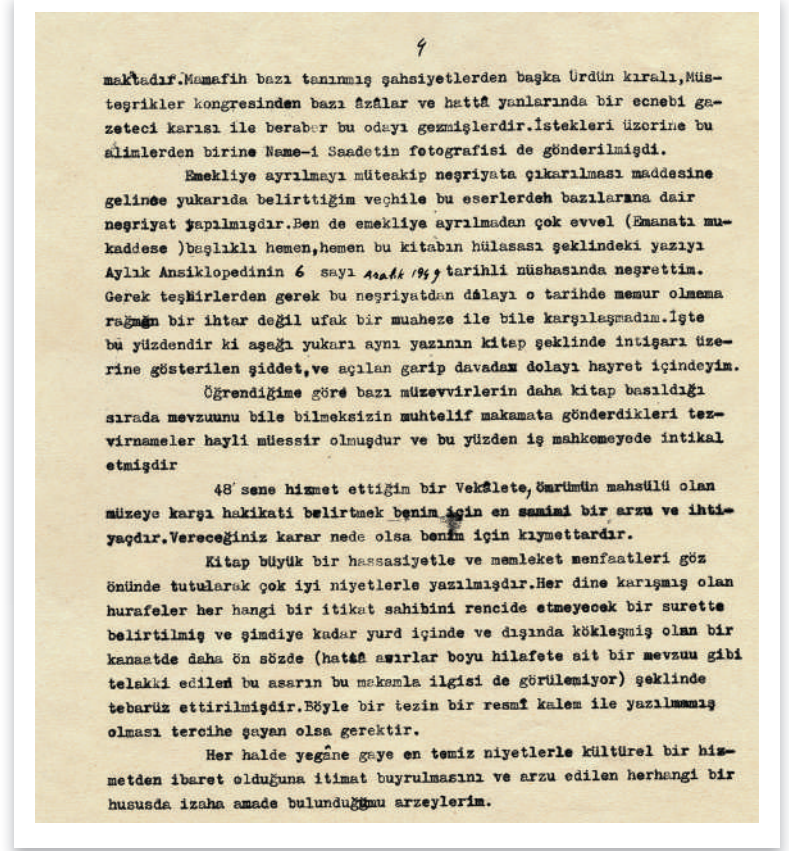 4
maktadır.Mamafih bazı tanınmış şahsiyetlerden başka Ürdün kıralı,Müs-
teşrikler kongresinden bazı âzâlar ve hattâ yanlarında bir ecnebi ga-
zeteci karısı ile beraber bu odayı gezmişlerdir.İstekleri üzerine bu
alimlerden birine Name-i Saadetin fotografisi de gönderilmişdi.
Emekliye ayrılmayı müteakip neşriyata çıkarılması maddesine
gelinde yukarıda belirttiğim veçhile bu eserlerdeh bazılarına dair
neşriyat yapılmışdır.Ben de emekliye ayrılmadan çok evvel (Emanatı mu-
kaddese )başlıklı hemen,hemen bu kitabın hülasası şeklindeki yazıyı
Aylık Ansiklopedinin 6 sayı Aralık 1949 tarihli nüshasında neşrettim.
Gerek teşhirlerden gerek bu neşriyatdan dolayı o tarihde memur olmama
rağmen bir ihtar değil ufak bir muaheze ile bile karşılaşmadım.İşte
bu yüzdendir ki aşağı yukarı aynı yazının kitap şeklinde intişarı üze-
rine gösterilen şiddet,ve açılan garip davadan dolayı hayret içindeyim.
Öğrendiğime göre bazı müzevvirlerin daha kitap basıldığı
sırada mevzuunu bile bilmeksizin muhtelif makamata gönderdikleri tez-
virnameler hayli müessir olmuşdur ve bu yüzden iş mahkemeyede intikal
etmişdir
48 sene hizmet ettiğim bir Vekâlete,ömrümün mahsülü olan
müzeye karşı hakikati belirtmek benim için en samimi bir arzu ve ihti-
yaçdır.Vereceğiniz karar nede olsa benim için kıymettardır.
Kitap büyük bir hassasiyetle ve memleket menfaatleri göz
önünde tutularak çok iyi niyetlerle yazılmışdır.Her dine karışmış olan
hurafeler her hangi bir itikat sahibini rencide etmeyecek bir surette
belirtilmiş ve şimdiye kadar yurd içinde ve dışında kökleşmiş olan bir
kanaatde daha ön sözde (hattâ asırlar boyu hilafete ait bir mevzuu gibi
telakki edilen bu asarın bu makamla ilgisi de görülemiyor) şeklinde
tebarüz ettirilmişdir.Böyle bir tezin bir resmî kalem ile yazılmamış
olması tercihe şayan olsa gerektir.
Her halde yegâne gaye en temiz niyetlerle kültürel bir hiz-
metden ibaret olduğuna itimat buyrulmasını ve arzu edilen herhangi bir
hususda izaha amade bulunduğumu arzeylerim.